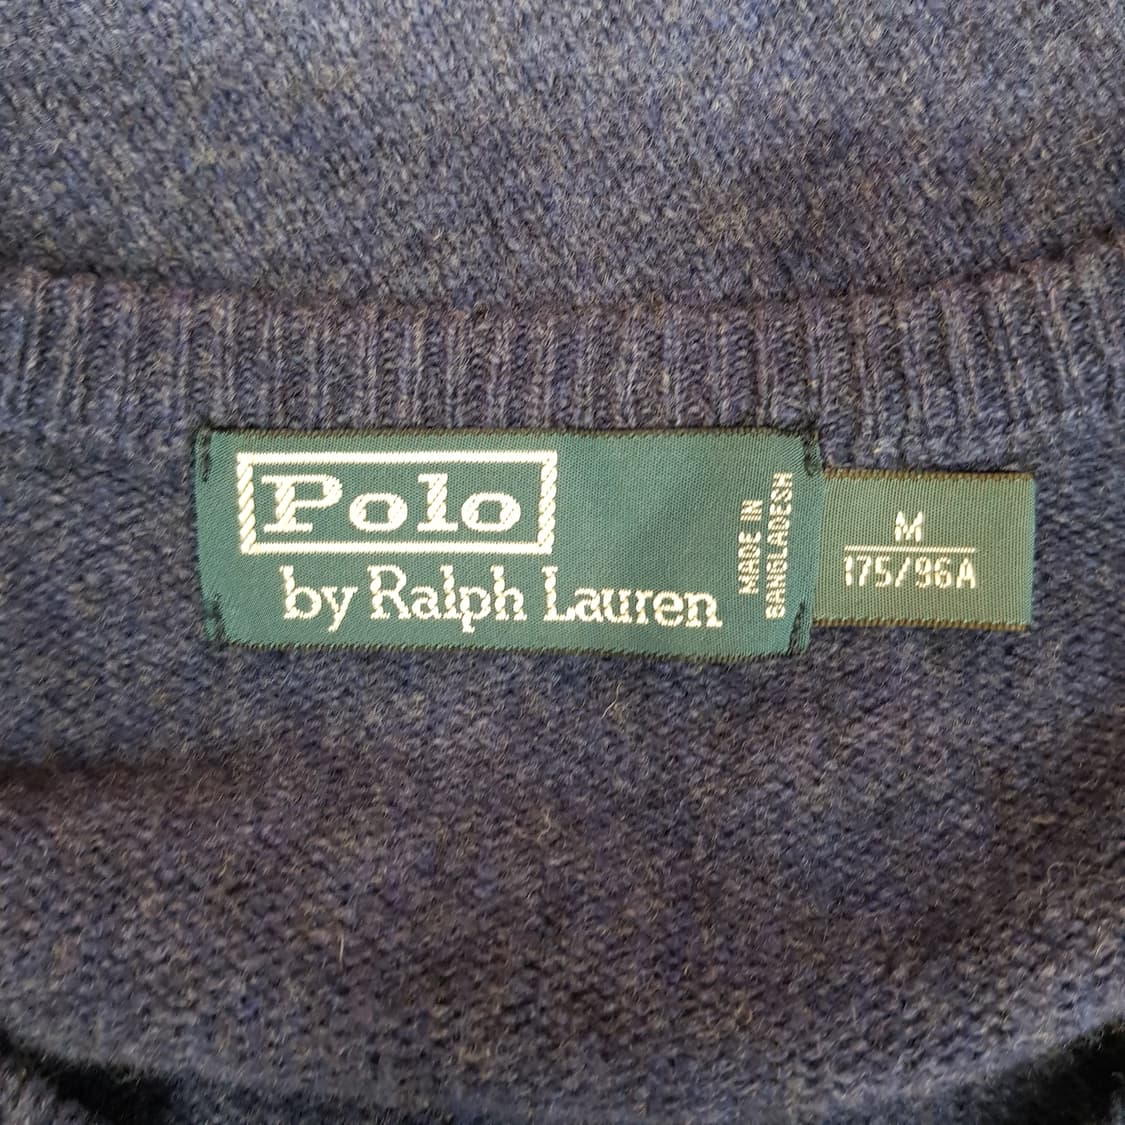 Polo
by Ralph Lauren
MADE IN
BANGLADESH
M
175/96A